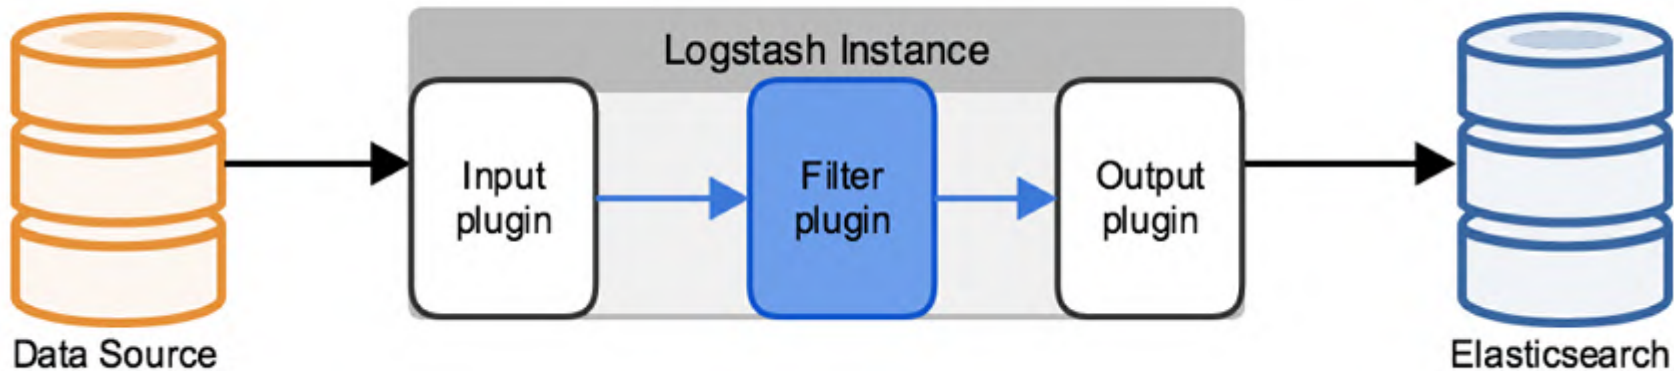 Logstash Instance
Input
plugin
Filter
plugin
Output
plugin
Data Source
Elasticsearch